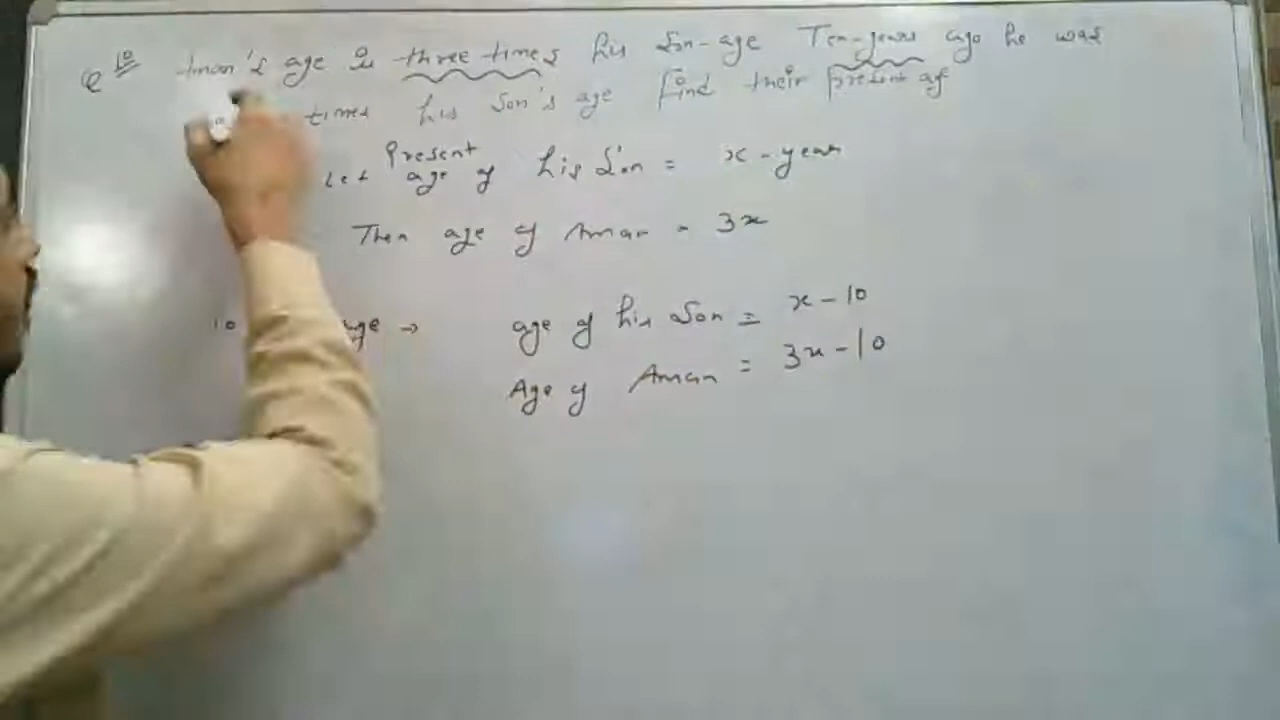 Q 10 Aman's age is three times his Son-age Ten-years ago he was
times his Son's age find their present age
Present
Let age of his Son = x - year
Then age of Aman = 3x
10 age → age of his Son = x - 10
Age of Aman = 3x - 10